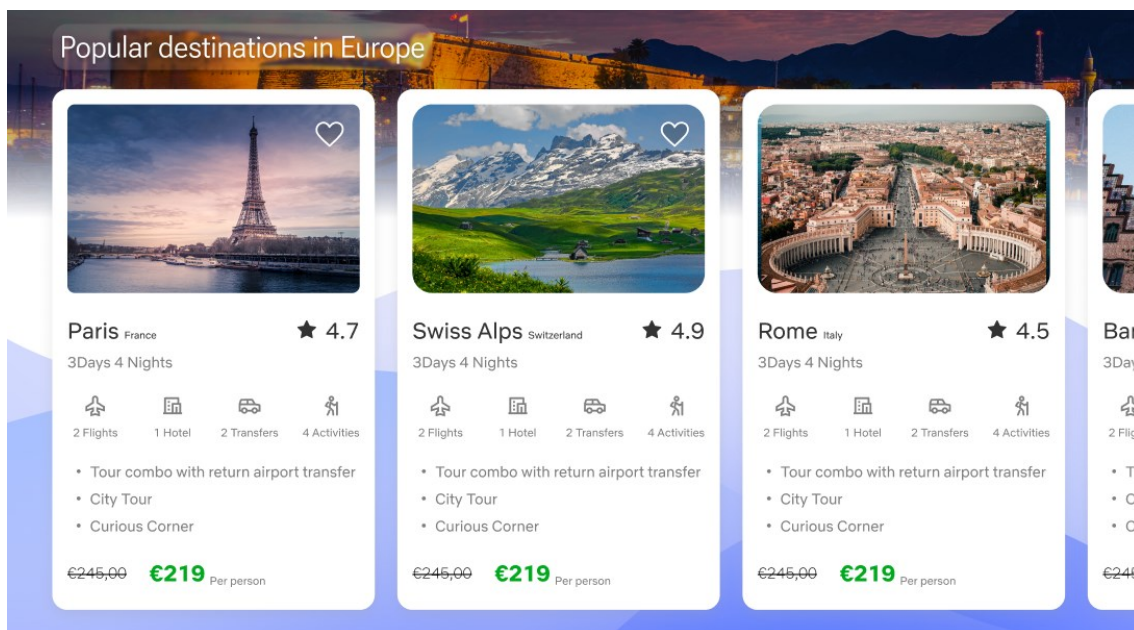 Popular destinations in Europe
Paris France ★ 4.7
3Days 4 Nights
2 Flights 1 Hotel 2 Transfers 4 Activities
• Tour combo with return airport transfer
• City Tour
• Curious Corner
€245,00 €219 Per person
Swiss Alps Switzerland ★ 4.9
3Days 4 Nights
2 Flights 1 Hotel 2 Transfers 4 Activities
• Tour combo with return airport transfer
• City Tour
• Curious Corner
€245,00 €219 Per person
Rome Italy ★ 4.5
3Days 4 Nights
2 Flights 1 Hotel 2 Transfers 4 Activities
• Tour combo with return airport transfer
• City Tour
• Curious Corner
€245,00 €219 Per person